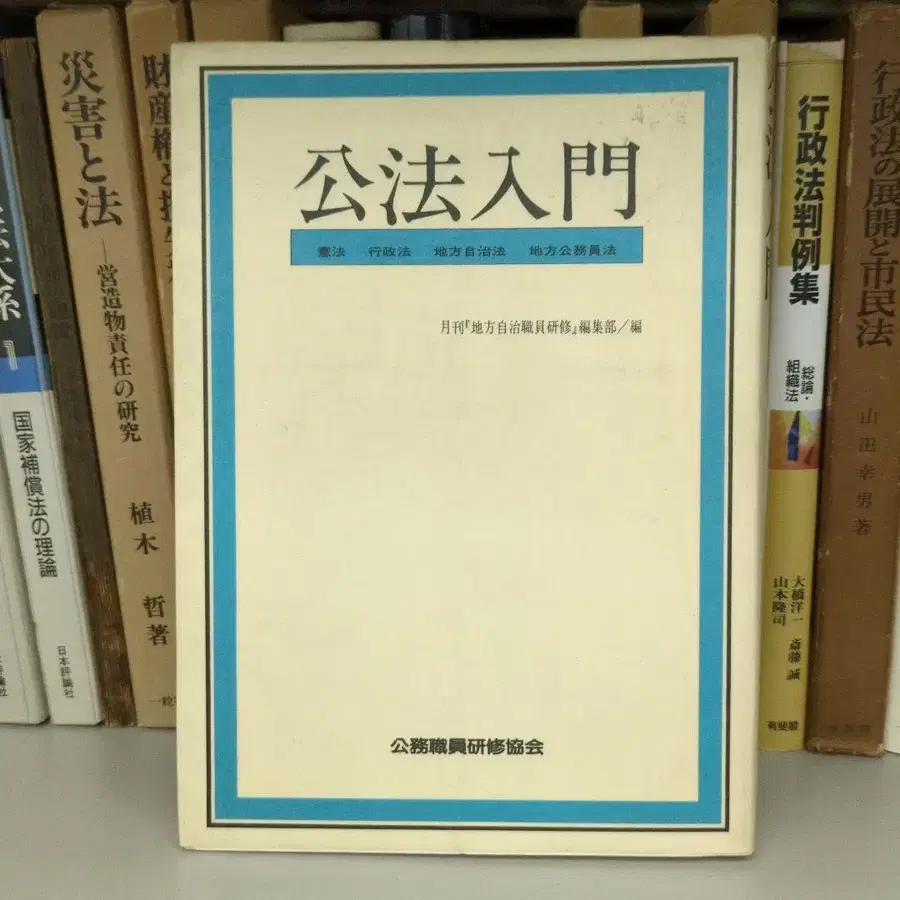 公法入門
憲法 行政法 地方自治法 地方公務員法
月刊『地方自治職員研修』編集部/編
公務職員研修協会
国家補償法の理論
日本評論社
災害と法
―営造物責任の研究
植木 哲著
財産権と
行政法判例集
総論・
組織法
大橋洋一 斎藤 誠
山本隆司
有斐閣
行政法の展開と市民法
山田幸男著